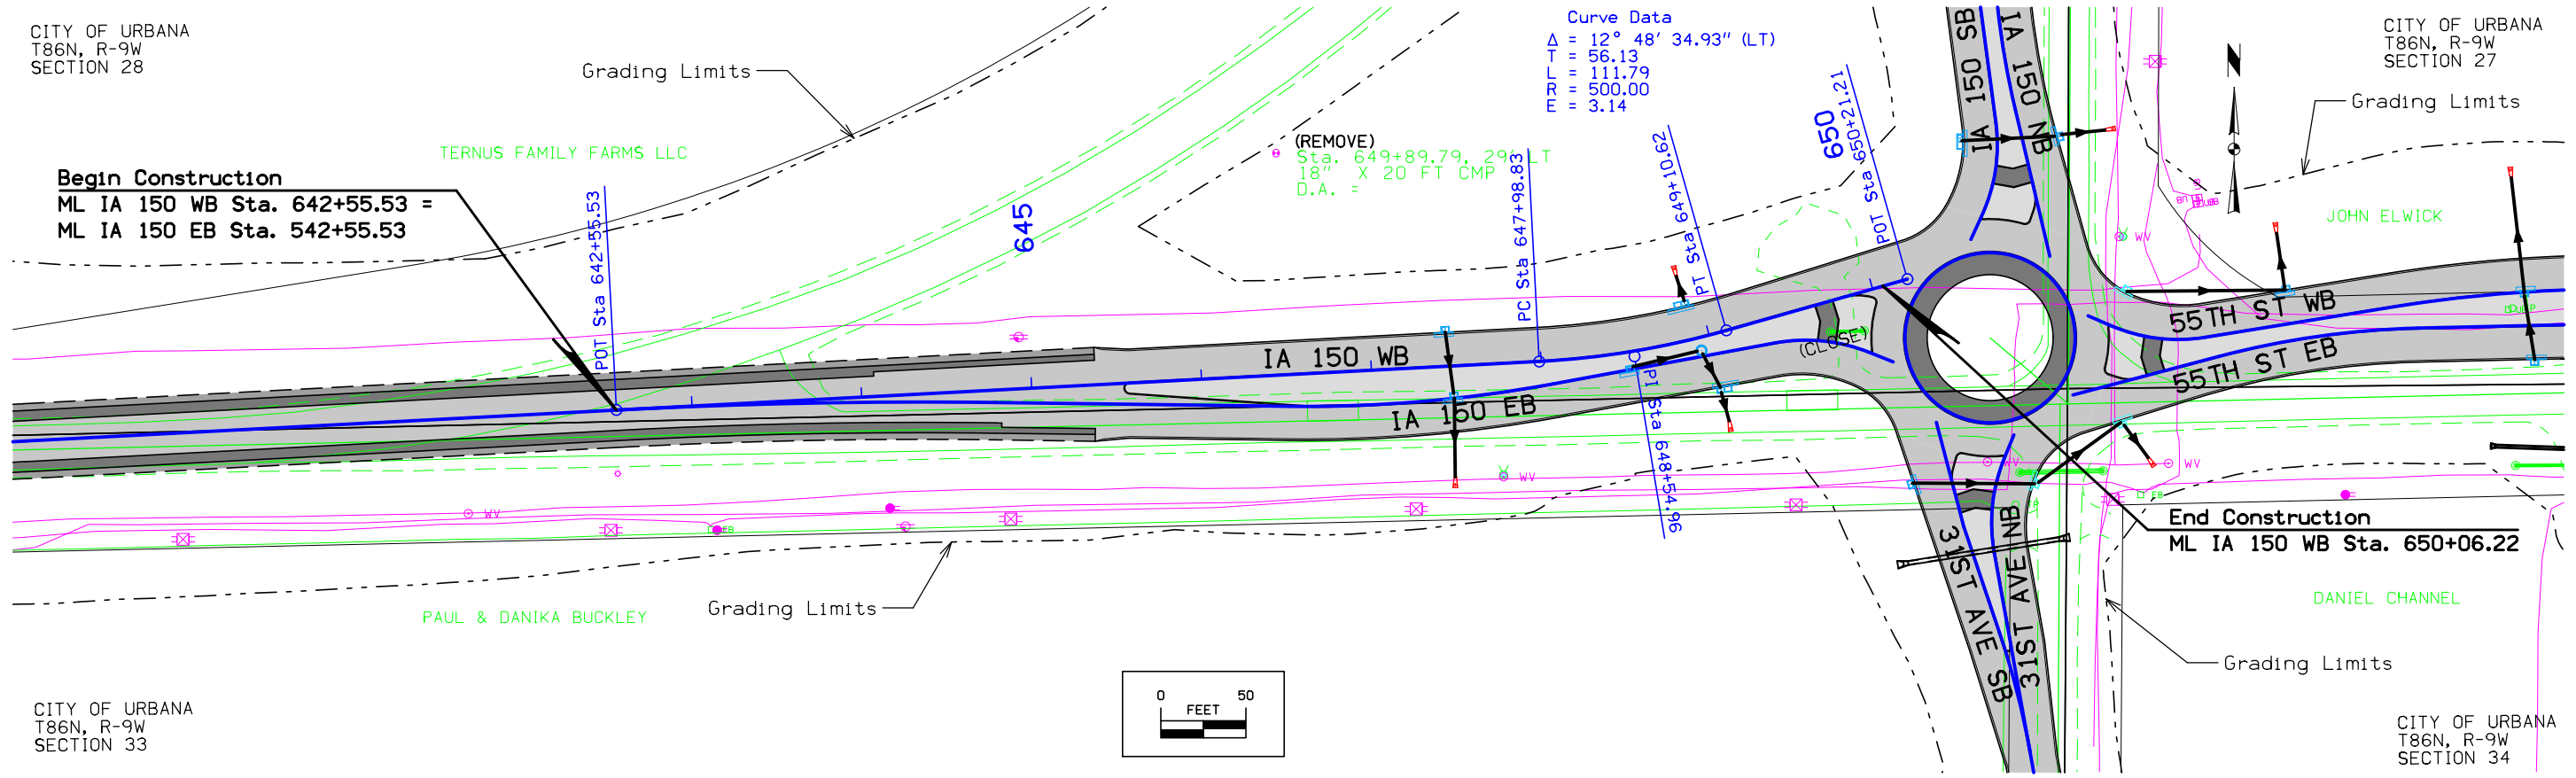 CITY OF URBANA
T86N, R-9W
SECTION 28
Grading Limits
TERNUS FAMILY FARMS LLC
Begin Construction
ML IA 150 WB Sta. 642+55.53 =
ML IA 150 EB Sta. 542+55.53
POT Sta 642+55.53
645
(REMOVE)
Sta. 649+89.79, 29' LT
18" X 20 FT CMP
D.A. =
Curve Data
Δ = 12° 48' 34.93" (LT)
T = 56.13
L = 111.79
R = 500.00
E = 3.14
PC Sta 647+98.83
PT Sta 649+10.62
650
POT Sta 650+21.21
IA 150 SB
IA 150 NB
CITY OF URBANA
T86N, R-9W
SECTION 27
Grading Limits
JOHN ELWICK
WV
IA 150 WB
IA 150 EB
(CLOSE)
PI Sta 648+54.96
55TH ST WB
55TH ST EB
WV
EB
WV
WV
WV
EB
31ST AVE SB
31ST AVE NB
End Construction
ML IA 150 WB Sta. 650+06.22
Grading Limits
PAUL & DANIKA BUCKLEY
DANIEL CHANNEL
Grading Limits
0 50
FEET
CITY OF URBANA
T86N, R-9W
SECTION 33
CITY OF URBANA
T86N, R-9W
SECTION 34